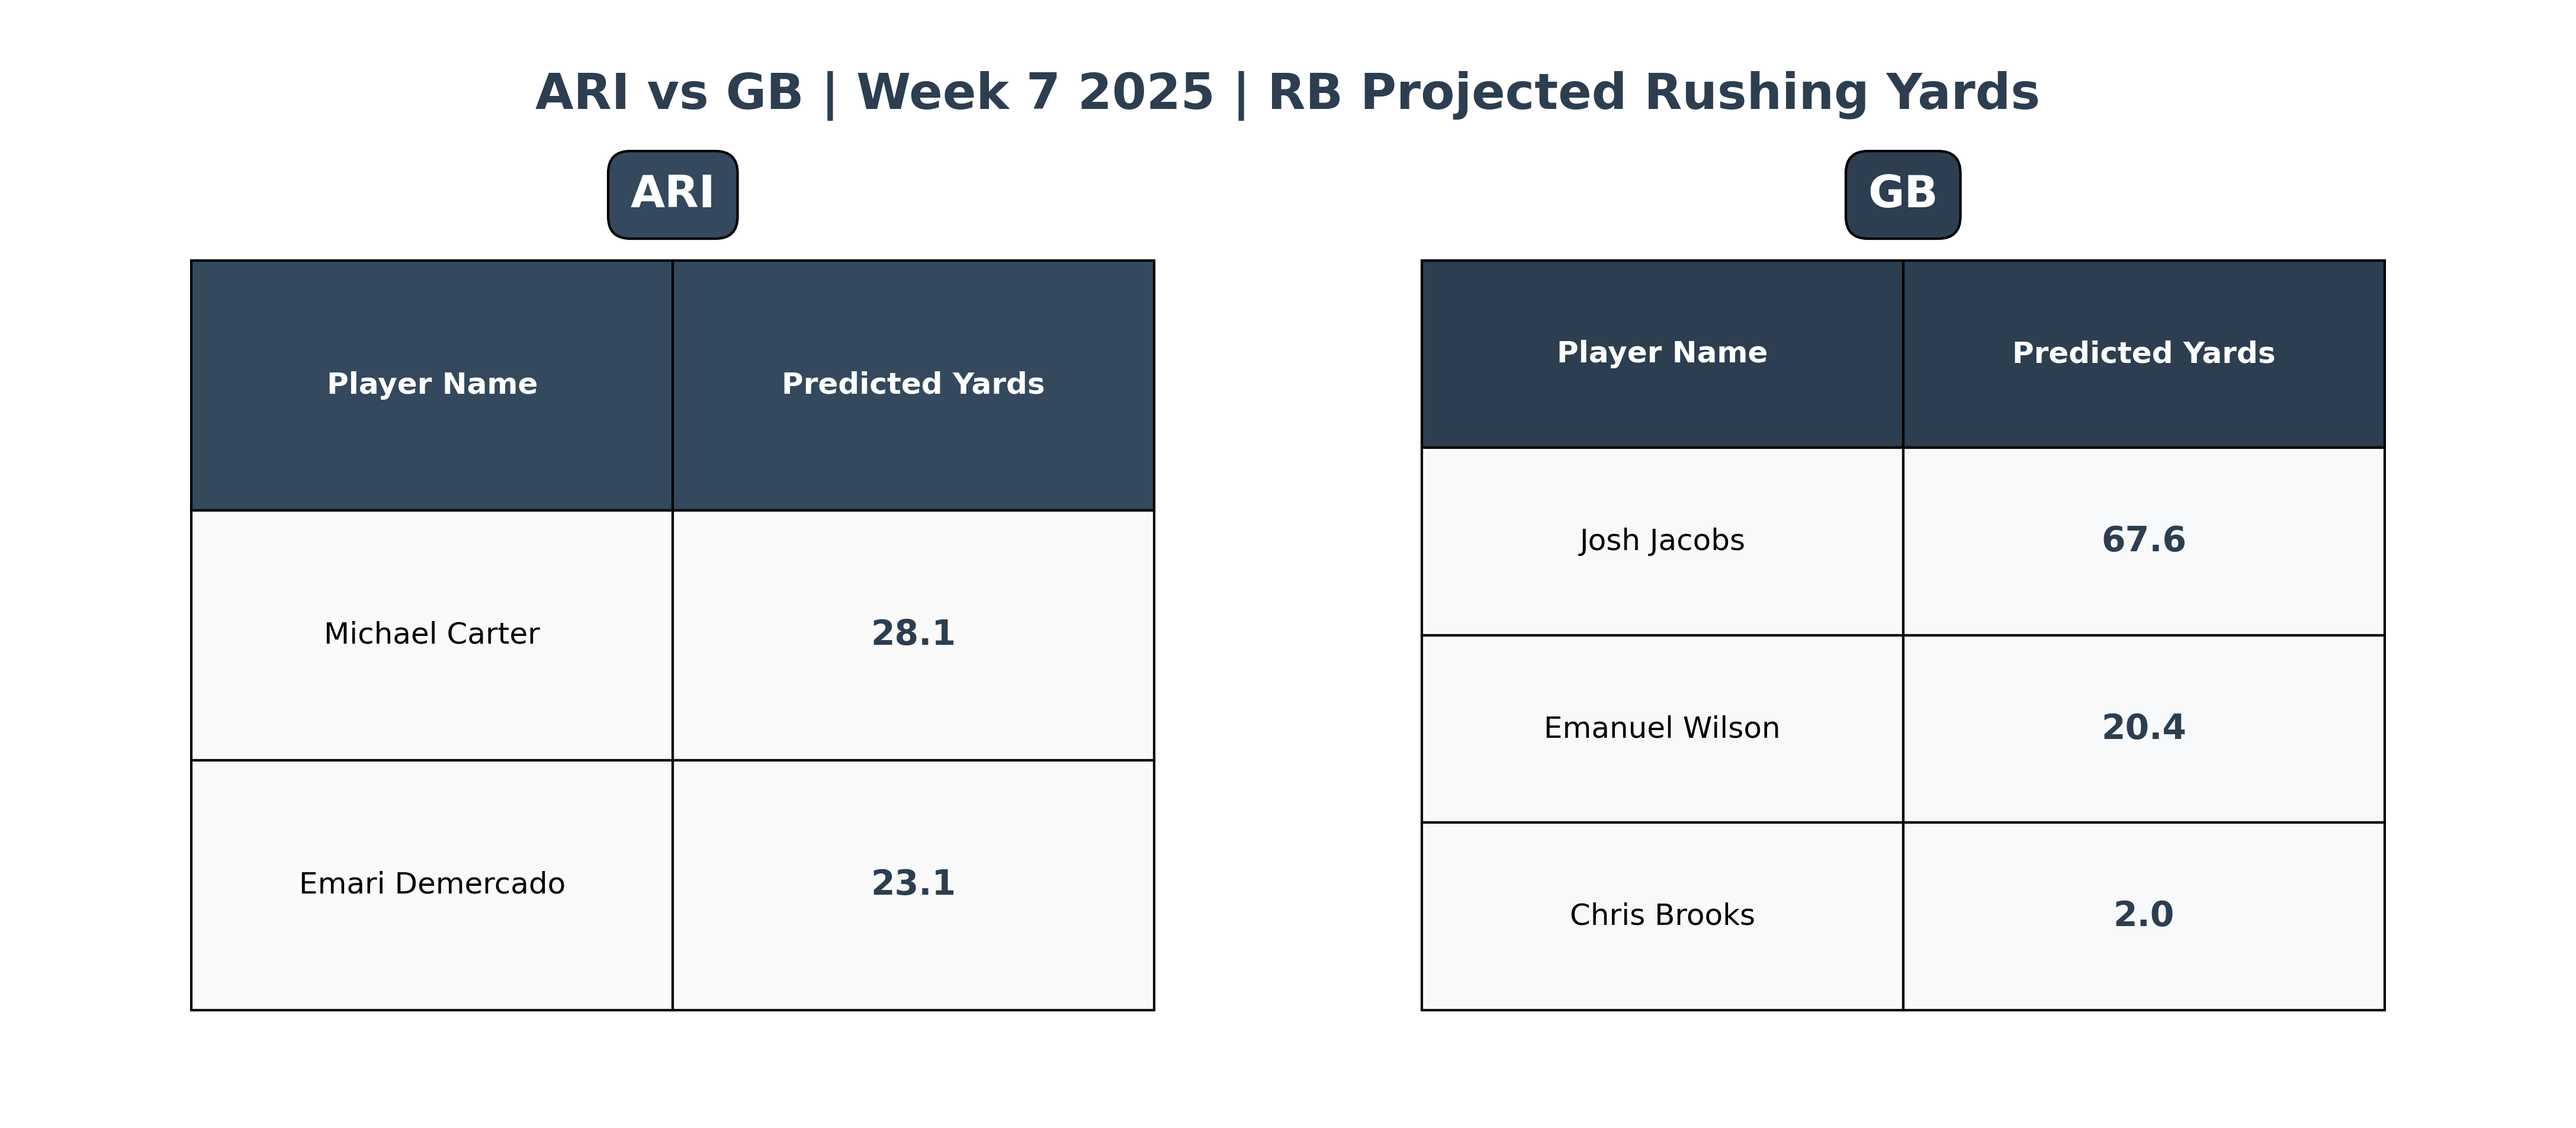 ARI vs GB | Week 7 2025 | RB Projected Rushing Yards
ARI
Player Name Predicted Yards
Michael Carter 28.1
Emari Demercado 23.1
GB
Player Name Predicted Yards
Josh Jacobs 67.6
Emanuel Wilson 20.4
Chris Brooks 2.0